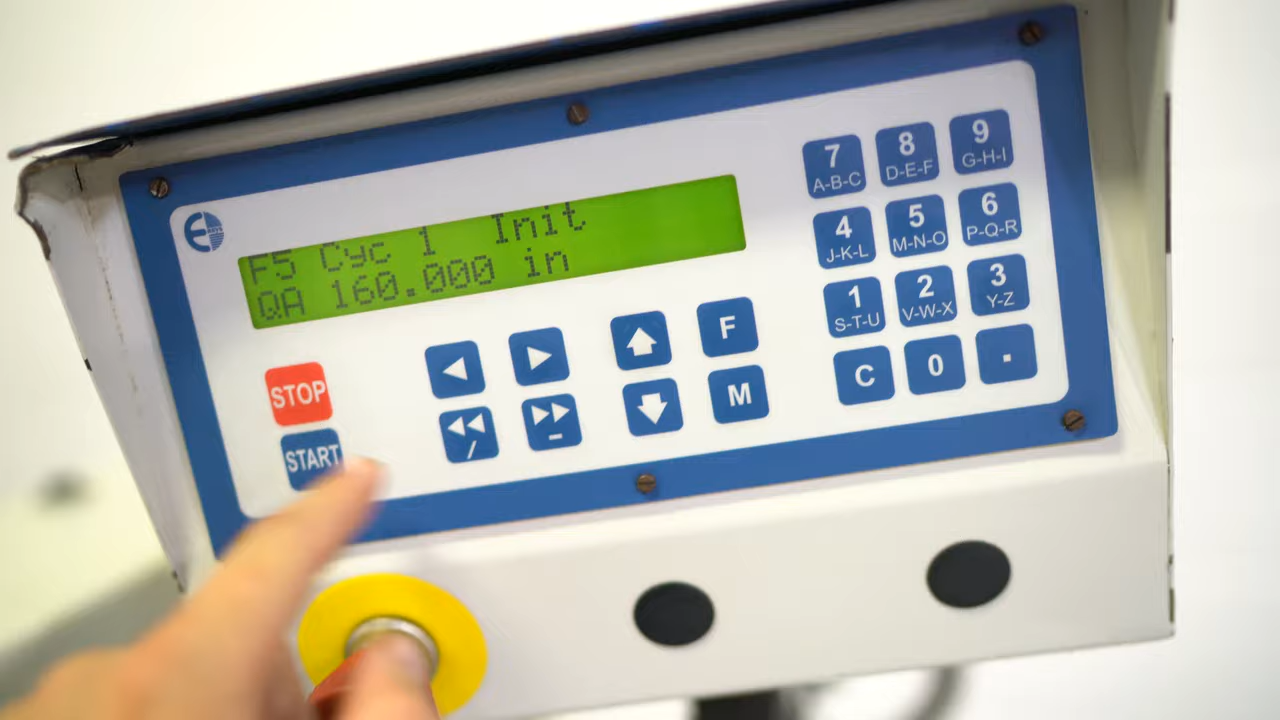 F5 Cyc 1 Init
QA 160.000 in
STOP
START
F
M
/
-
7 8 9
A-B-C D-E-F G-H-I
4 5 6
J-K-L M-N-O P-Q-R
1 2 3
S-T-U V-W-X Y-Z
C 0 .